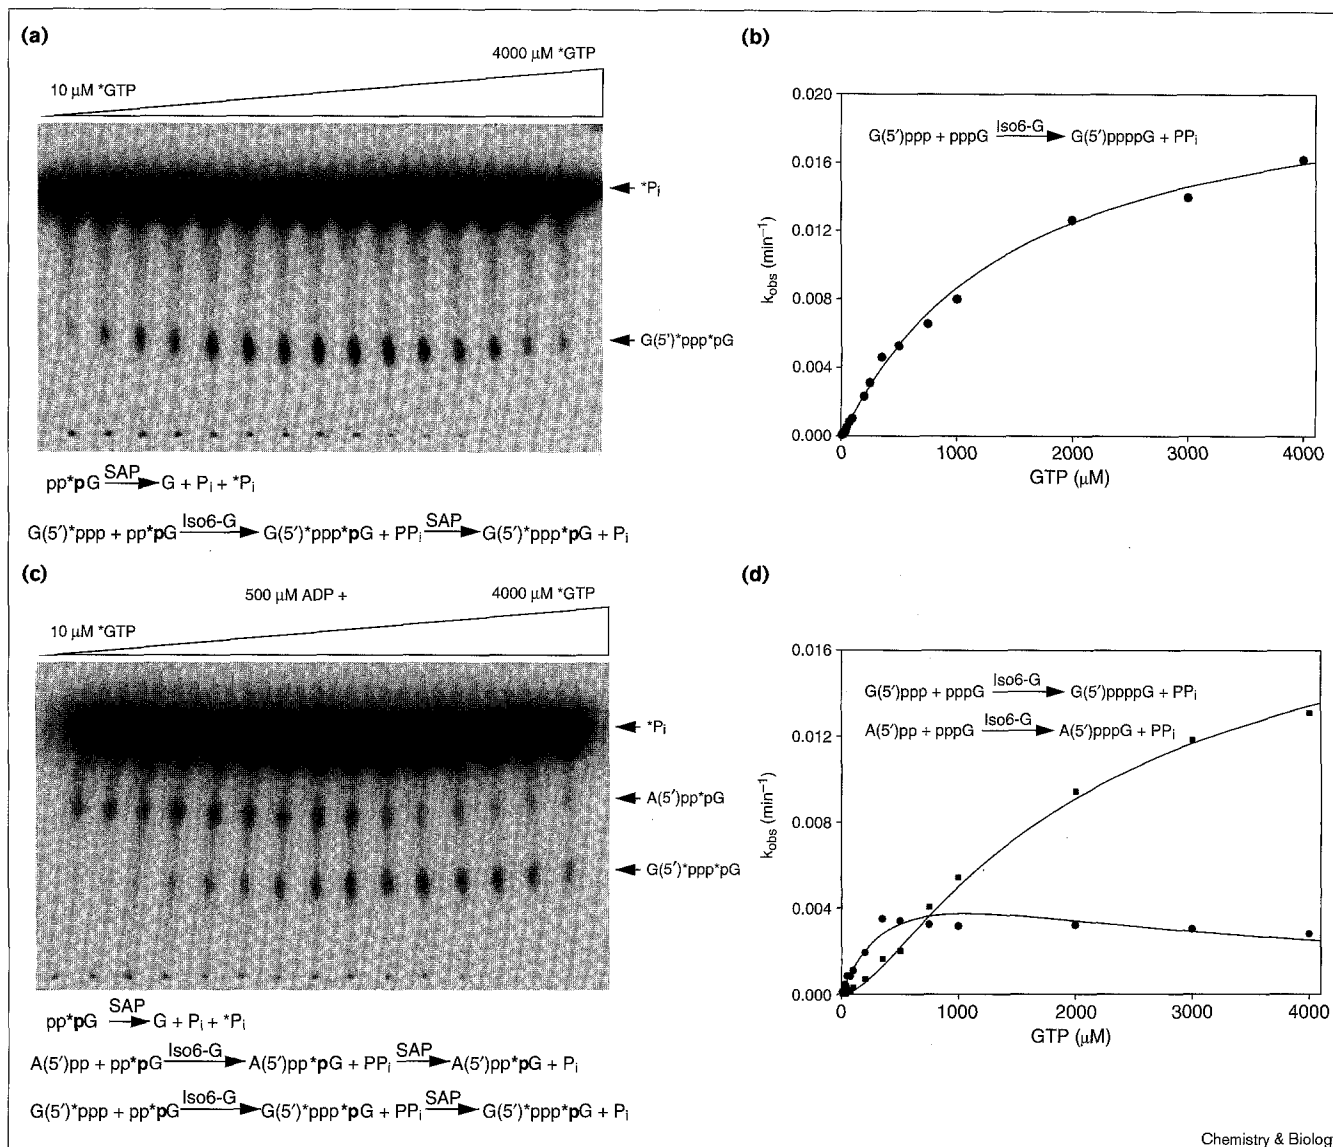 (a)
4000 µM *GTP
10 µM *GTP
*Pi
G(5')*ppp*pG
pp*pG SAP G + Pi + *Pi
G(5')*ppp + pp*pG Iso6-G G(5')*ppp*pG + PPi SAP G(5')*ppp*pG + Pi
(b)
0.020
0.016
0.012
0.008
0.004
0.000
kobs (min−1)
G(5')ppp + pppG Iso6-G G(5')ppppG + PPi
0 1000 2000 3000 4000
GTP (µM)
(c)
500 µM ADP +
4000 µM *GTP
10 µM *GTP
*Pi
A(5')pp*pG
G(5')*ppp*pG
pp*pG SAP G + Pi + *Pi
A(5')pp + pp*pG Iso6-G A(5')pp*pG + PPi SAP A(5')pp*pG + Pi
G(5')*ppp + pp*pG Iso6-G G(5')*ppp*pG + PPi SAP G(5')*ppp*pG + Pi
(d)
0.016
0.012
0.008
0.004
0.000
kobs (min−1)
G(5')ppp + pppG Iso6-G G(5')ppppG + PPi
A(5')pp + pppG Iso6-G A(5')pppG + PPi
0 1000 2000 3000 4000
GTP (µM)
Chemistry & Biolog